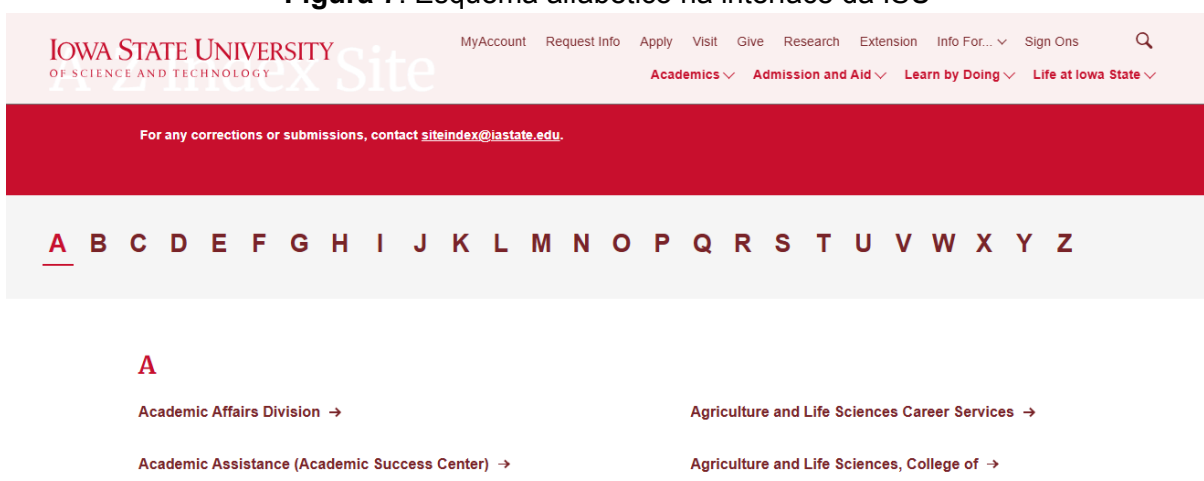 Figura 7. Esquema alfabético na interface da ISU
IOWA STATE UNIVERSITY
OF SCIENCE AND TECHNOLOGY
A-Z Index Site
MyAccount Request Info Apply Visit Give Research Extension Info For... Sign Ons
Academics Admission and Aid Learn by Doing Life at Iowa State
For any corrections or submissions, contact siteindex@iastate.edu.
A B C D E F G H I J K L M N O P Q R S T U V W X Y Z
A
Academic Affairs Division → Agriculture and Life Sciences Career Services →
Academic Assistance (Academic Success Center) → Agriculture and Life Sciences, College of →